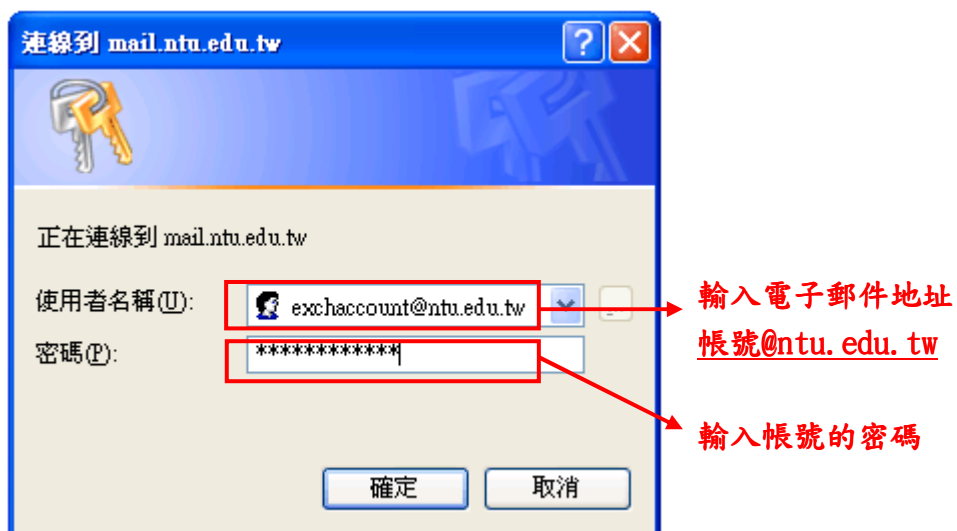 連線到 mail.ntu.edu.tw
正在連線到 mail.ntu.edu.tw
使用者名稱(U):
exchaccount@ntu.edu.tw
輸入電子郵件地址
帳號@ntu.edu.tw
密碼(P):
************
輸入帳號的密碼
確定
取消